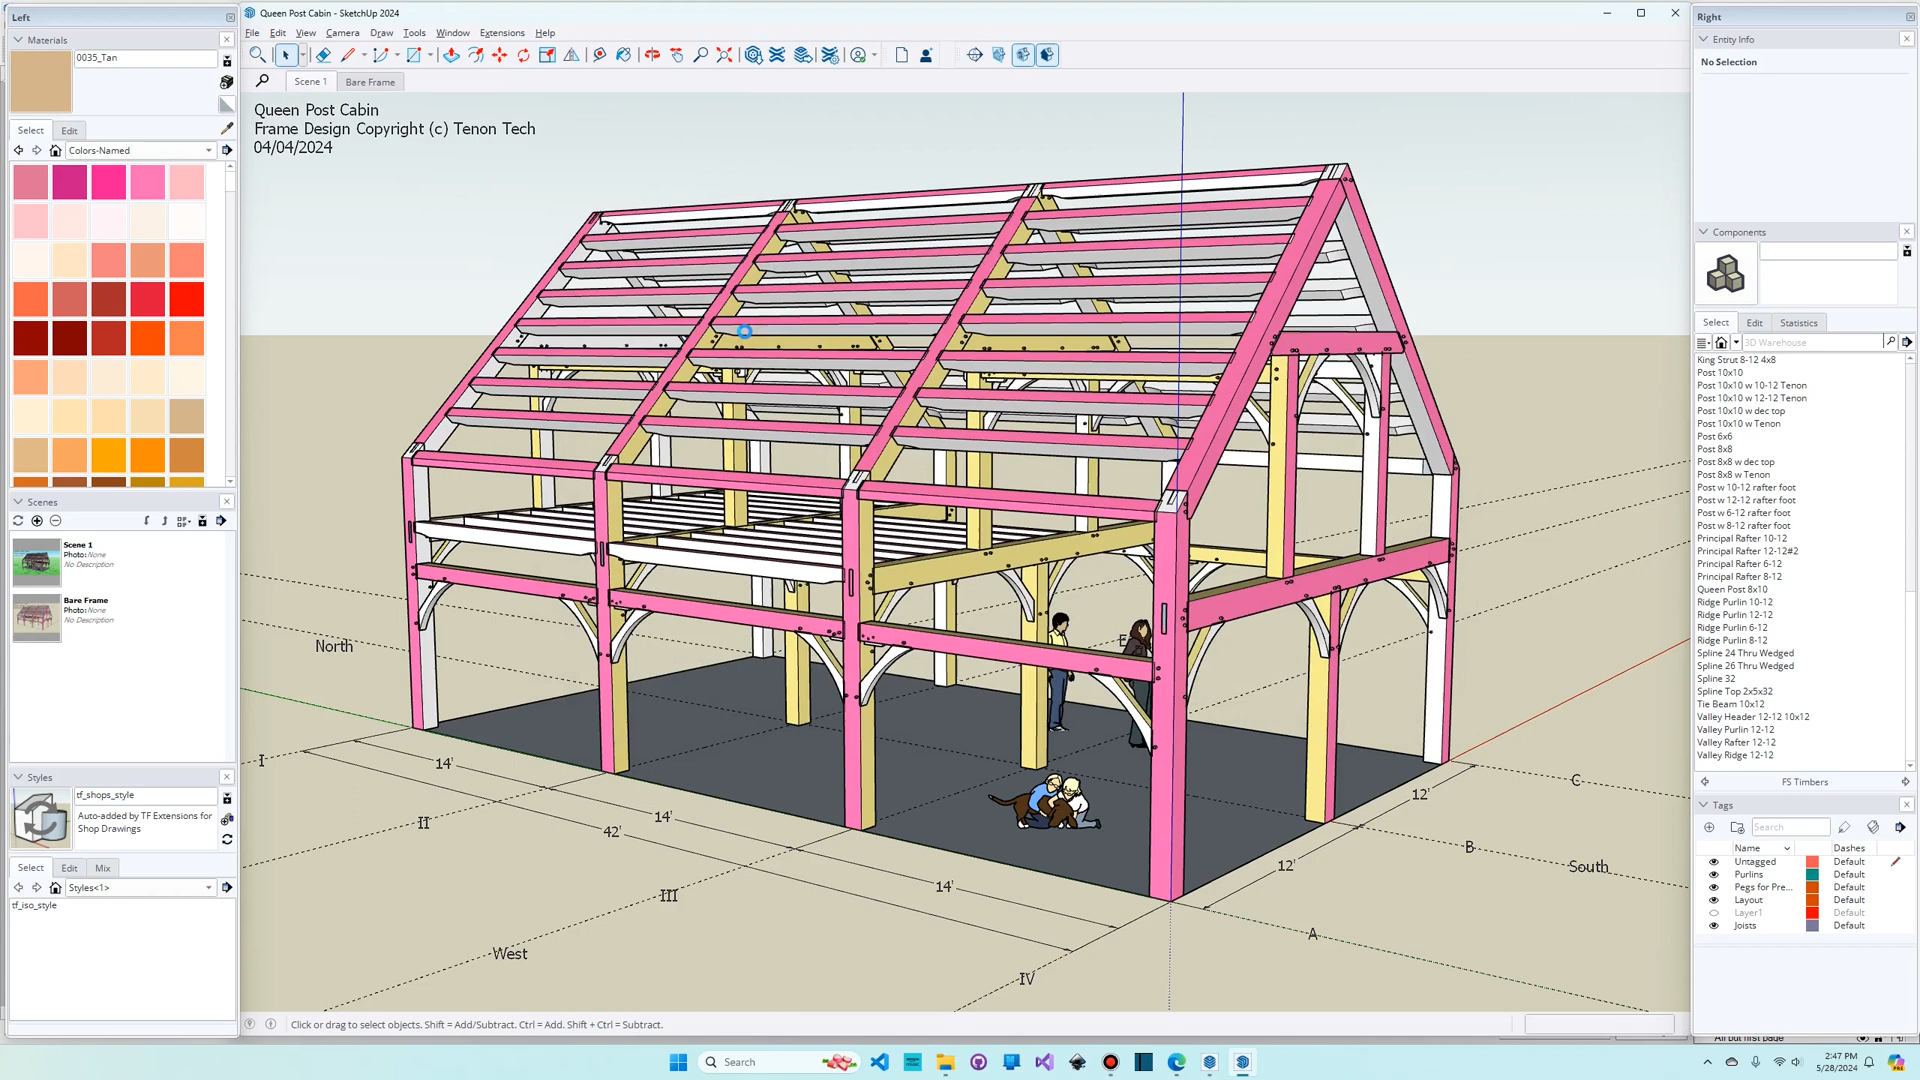 Left
Materials
0035_Tan
Select
Edit
Colors-Named
Scenes
Scene 1
Photo: None
No Description
Bare Frame
Photo: None
No Description
Styles
tf_shops_style
Auto-added by TF Extensions for
Shop Drawings
Select
Edit
Mix
Styles<1>
tf_iso_style
Queen Post Cabin - SketchUp 2024
File
Edit
View
Camera
Draw
Tools
Window
Extensions
Help
Scene 1
Bare Frame
Queen Post Cabin
Frame Design Copyright (c) Tenon Tech
04/04/2024
North
I
14'
II
14'
42'
III
14'
West
IV
A
12'
B
South
12'
C
Click or drag to select objects. Shift = Add/Subtract. Ctrl = Add. Shift + Ctrl = Subtract.
Right
Entity Info
No Selection
Components
Select
Edit
Statistics
3D Warehouse
King Strut 8-12 4x8
Post 10x10
Post 10x10 w 10-12 Tenon
Post 10x10 w 12-12 Tenon
Post 10x10 w dec top
Post 10x10 w Tenon
Post 6x6
Post 8x8
Post 8x8 w dec top
Post 8x8 w Tenon
Post w 10-12 rafter foot
Post w 12-12 rafter foot
Post w 6-12 rafter foot
Post w 8-12 rafter foot
Principal Rafter 10-12
Principal Rafter 12-12#2
Principal Rafter 6-12
Principal Rafter 8-12
Queen Post 8x10
Ridge Purlin 10-12
Ridge Purlin 12-12
Ridge Purlin 6-12
Ridge Purlin 8-12
Spline 24 Thru Wedged
Spline 26 Thru Wedged
Spline 32
Spline Top 2x5x32
Tie Beam 10x12
Valley Header 12-12 10x12
Valley Purlin 12-12
Valley Rafter 12-12
Valley Ridge 12-12
FS Timbers
Tags
Search
Name
Dashes
Untagged
Default
Purlins
Default
Pegs for Pre...
Default
Layout
Default
Layer1
Default
Joists
Default
All but first page
Search
2:47 PM
5/28/2024